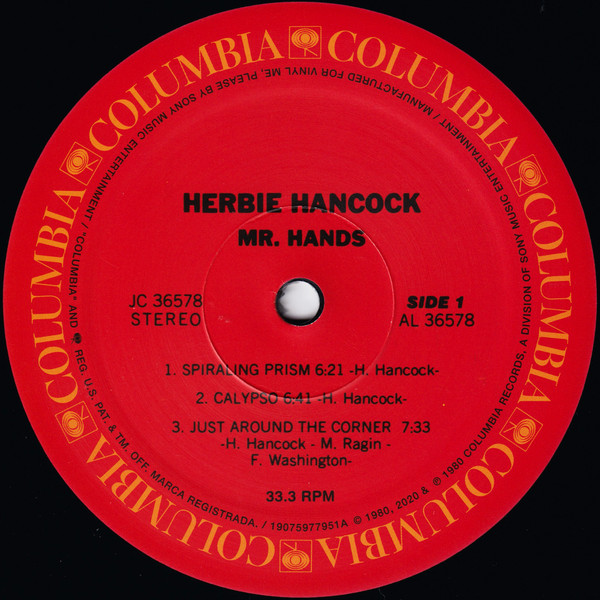 COLUMBIA COLUMBIA COLUMBIA COLUMBIA COLUMBIA COLUMBIA
HERBIE HANCOCK
MR. HANDS
JC 36578
STEREO
SIDE 1
AL 36578
1. SPIRALING PRISM 6:21 -H. Hancock-
2. CALYPSO 6:41 -H. Hancock-
3. JUST AROUND THE CORNER 7:33
-H. Hancock - M. Ragin -
F. Washington-
33.3 RPM
MANUFACTURED FOR VINYL ME, PLEASE BY SONY MUSIC ENTERTAINMENT / "COLUMBIA" AND REG. U.S. PAT. & TM. OFF. MARCA REGISTRADA. / 19075977951A © 1980, 2020 & ℗ 1980 COLUMBIA RECORDS, A DIVISION OF SONY MUSIC ENTERTAINMENT /